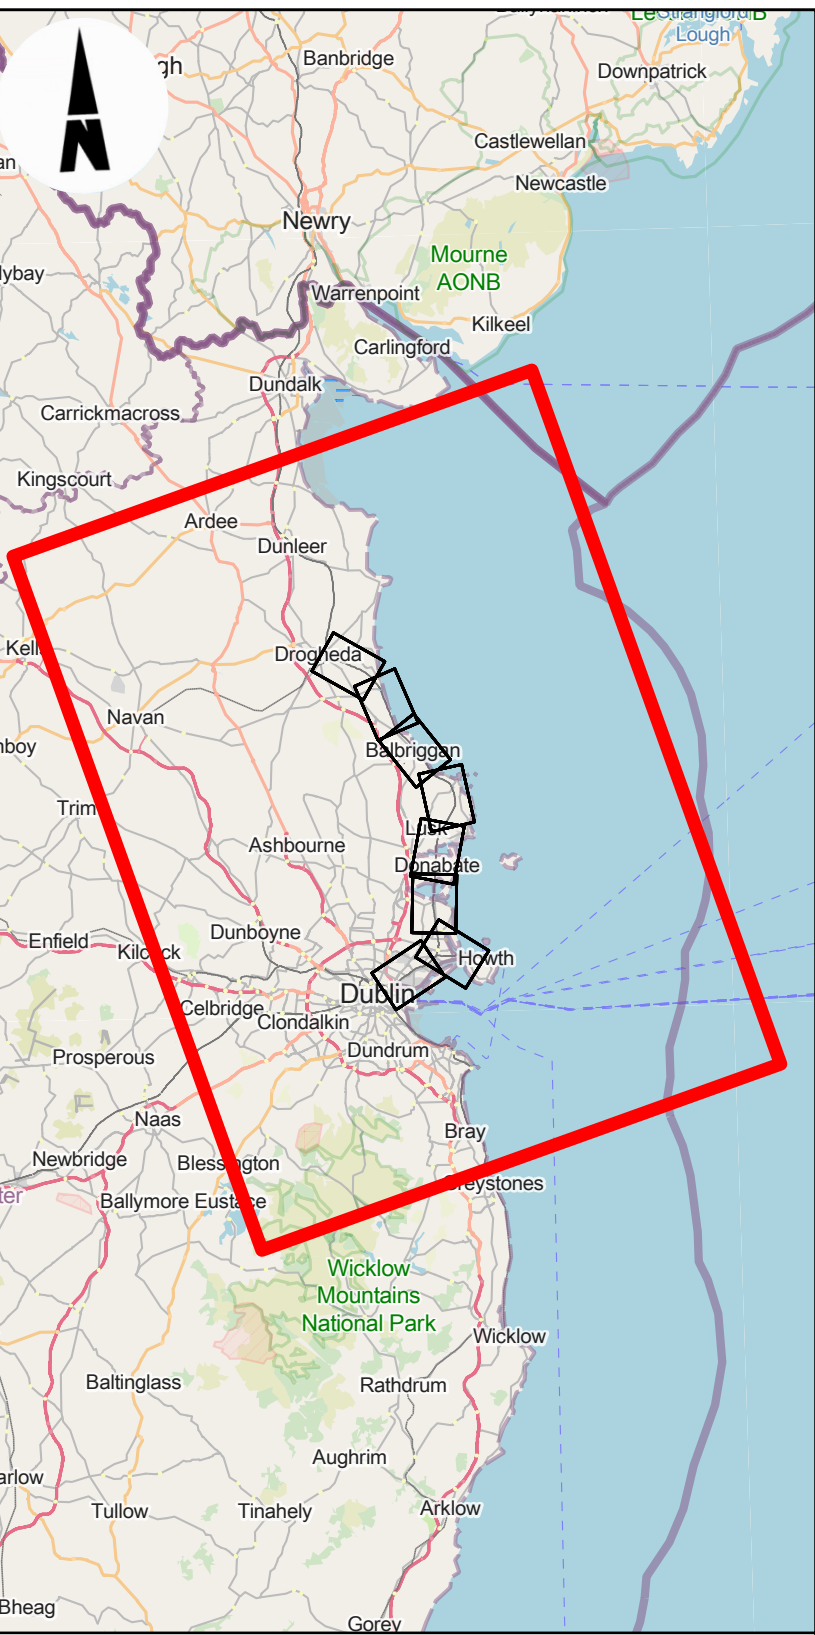 Lough
Banbridge
Downpatrick
Castlewellan
Newcastle
N
Newry
Mourne
AONB
Warrenpoint
Kilkeel
Carlingford
Dundalk
Carrickmacross
Kingscourt
Ardee
Dunleer
Drogheda
Navan
Balbriggan
Trim
Lusk
Ashbourne
Donabate
Dunboyne
Enfield
Kilcock
Howth
Dublin
Celbridge
Clondalkin
Dundrum
Prosperous
Naas
Bray
Newbridge
Blessington
Greystones
Ballymore Eustace
Wicklow
Mountains
National Park
Wicklow
Baltinglass
Rathdrum
Aughrim
Tullow
Tinahely
Arklow
Gorey